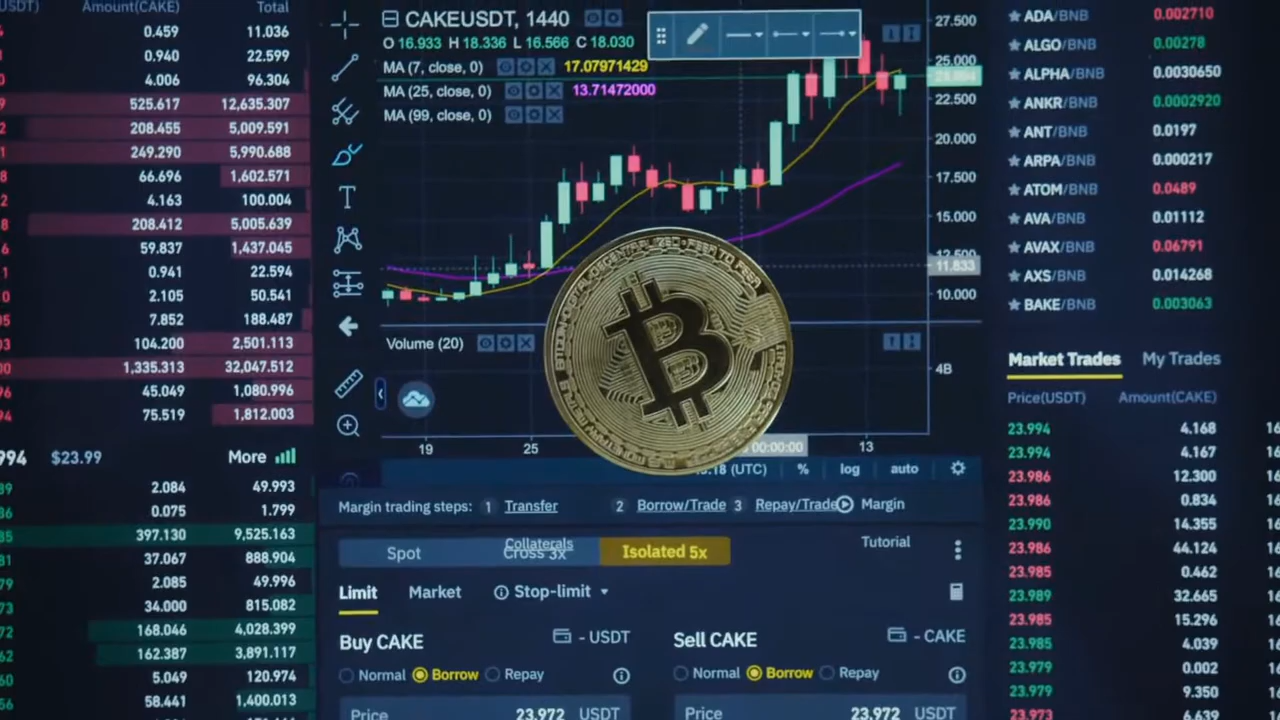 USDT) Amount(CAKE) Total
0.459 11.036
0.940 22.599
4.006 96.304
525.617 12,635.307
208.455 5,009.591
249.290 5,990.688
66.696 1,602.571
4.163 100.004
208.412 5,005.639
59.837 1,437.045
0.941 22.594
2.105 50.541
7.852 188.487
104.200 2,501.113
1,335.313 32,047.512
45.049 1,080.996
75.519 1,812.003
994 $23.99 More
2.084 49.993
0.075 1.799
397.130 9,525.163
37.067 888.904
2.085 49.996
34.000 815.082
168.046 4,028.399
162.387 3,891.117
5.049 120.974
58.441 1,400.013
CAKEUSDT, 1440
O 16.933 H 18.336 L 16.566 C 18.030
MA (7, close, 0) 17.07971429
MA (25, close, 0) 13.71472000
MA (99, close, 0)
27.500
25.000
22.500
20.000
17.500
15.000
12.500
11.833
10.000
Volume (20)
4B
19 25 00:00:00 13
18 (UTC) % log auto
DECENTRALIZED PEER TO PEER
B
Margin trading steps: 1 Transfer 2 Borrow/Trade 3 Repay/Trade Margin
Collaterals Tutorial
Spot Cross 3x Isolated 5x
Limit Market Stop-limit
Buy CAKE - USDT Sell CAKE - CAKE
Normal Borrow Repay Normal Borrow Repay
Price 23.972 USDT Price 23.972 USDT
ADA/BNB 0.002710
ALGO/BNB 0.00278
ALPHA/BNB 0.0030650
ANKR/BNB 0.0002920
ANT/BNB 0.0197
ARPA/BNB 0.000217
ATOM/BNB 0.0489
AVA/BNB 0.01112
AVAX/BNB 0.06791
AXS/BNB 0.014268
BAKE/BNB 0.003063
Market Trades My Trades
Price(USDT) Amount(CAKE)
23.994 4.168
23.994 4.167
23.986 12.300
23.986 0.834
23.990 14.355
23.986 44.124
23.985 0.462
23.989 32.665
23.985 15.296
23.985 4.039
23.979 0.002
23.979 9.350
23.973 4.639